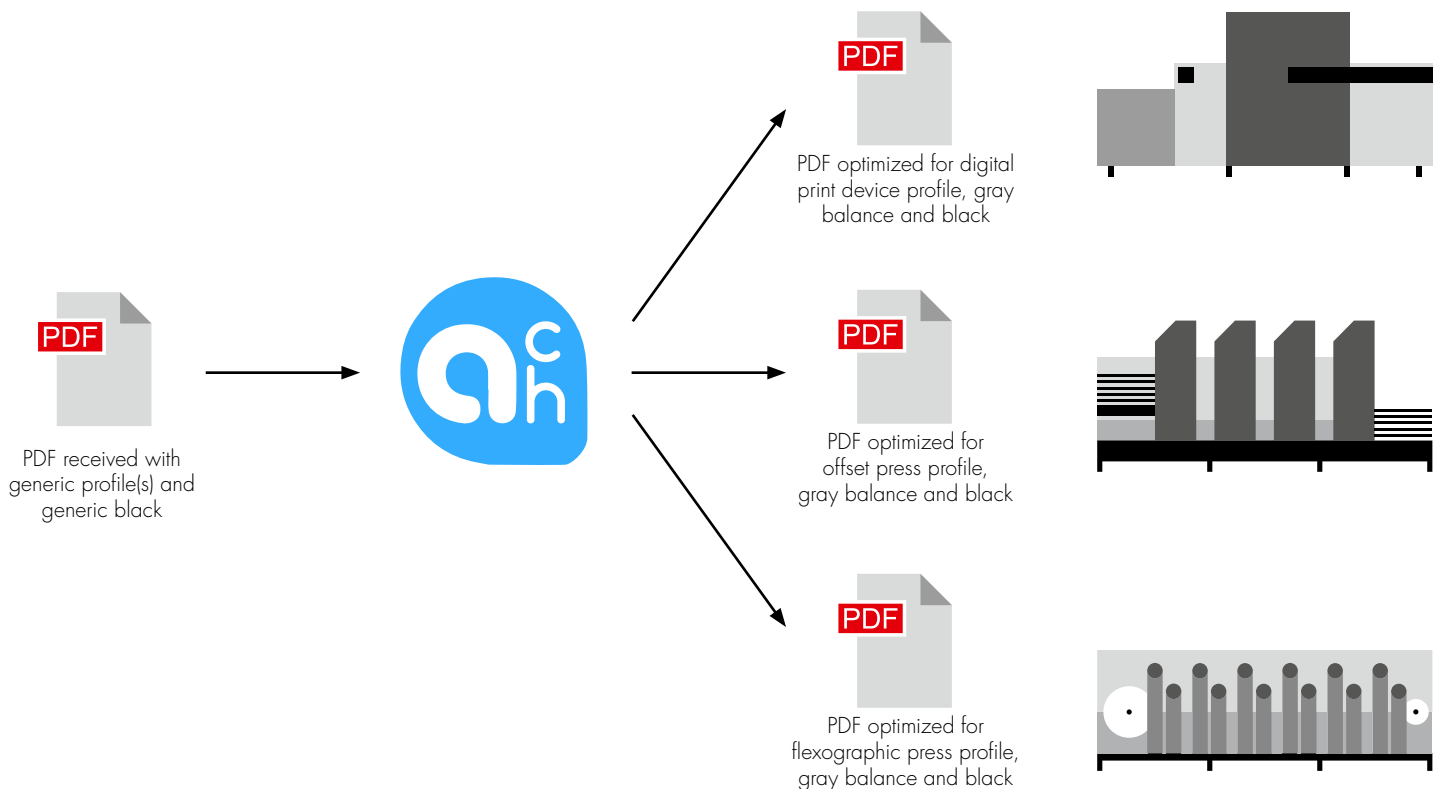 PDF
PDF optimized for digital
print device profile, gray
balance and black
PDF
PDF received with
generic profile(s) and
generic black
a c h
PDF
PDF optimized for
offset press profile,
gray balance and black
PDF
PDF optimized for
flexographic press profile,
gray balance and black